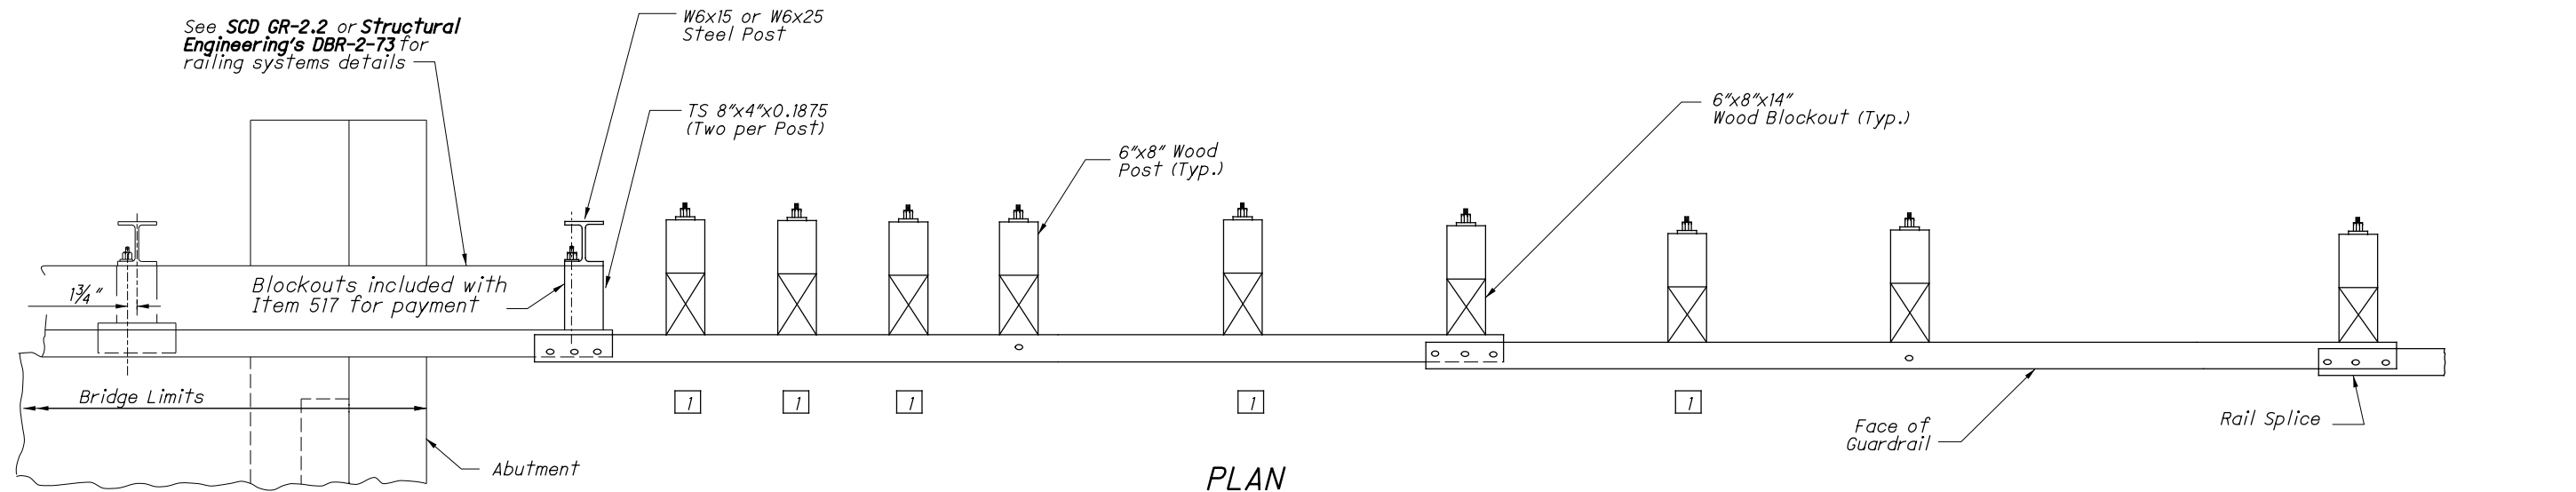 See SCD GR-2.2 or Structural
Engineering's DBR-2-73 for
railing systems details
W6x15 or W6x25
Steel Post
TS 8"x4"x0.1875
(Two per Post)
6"x8" Wood
Post (Typ.)
6"x8"x14"
Wood Blockout (Typ.)
1¾"
Blockouts included with
Item 517 for payment
Bridge Limits
1
1
1
1
1
Face of
Guardrail
Rail Splice
Abutment
PLAN